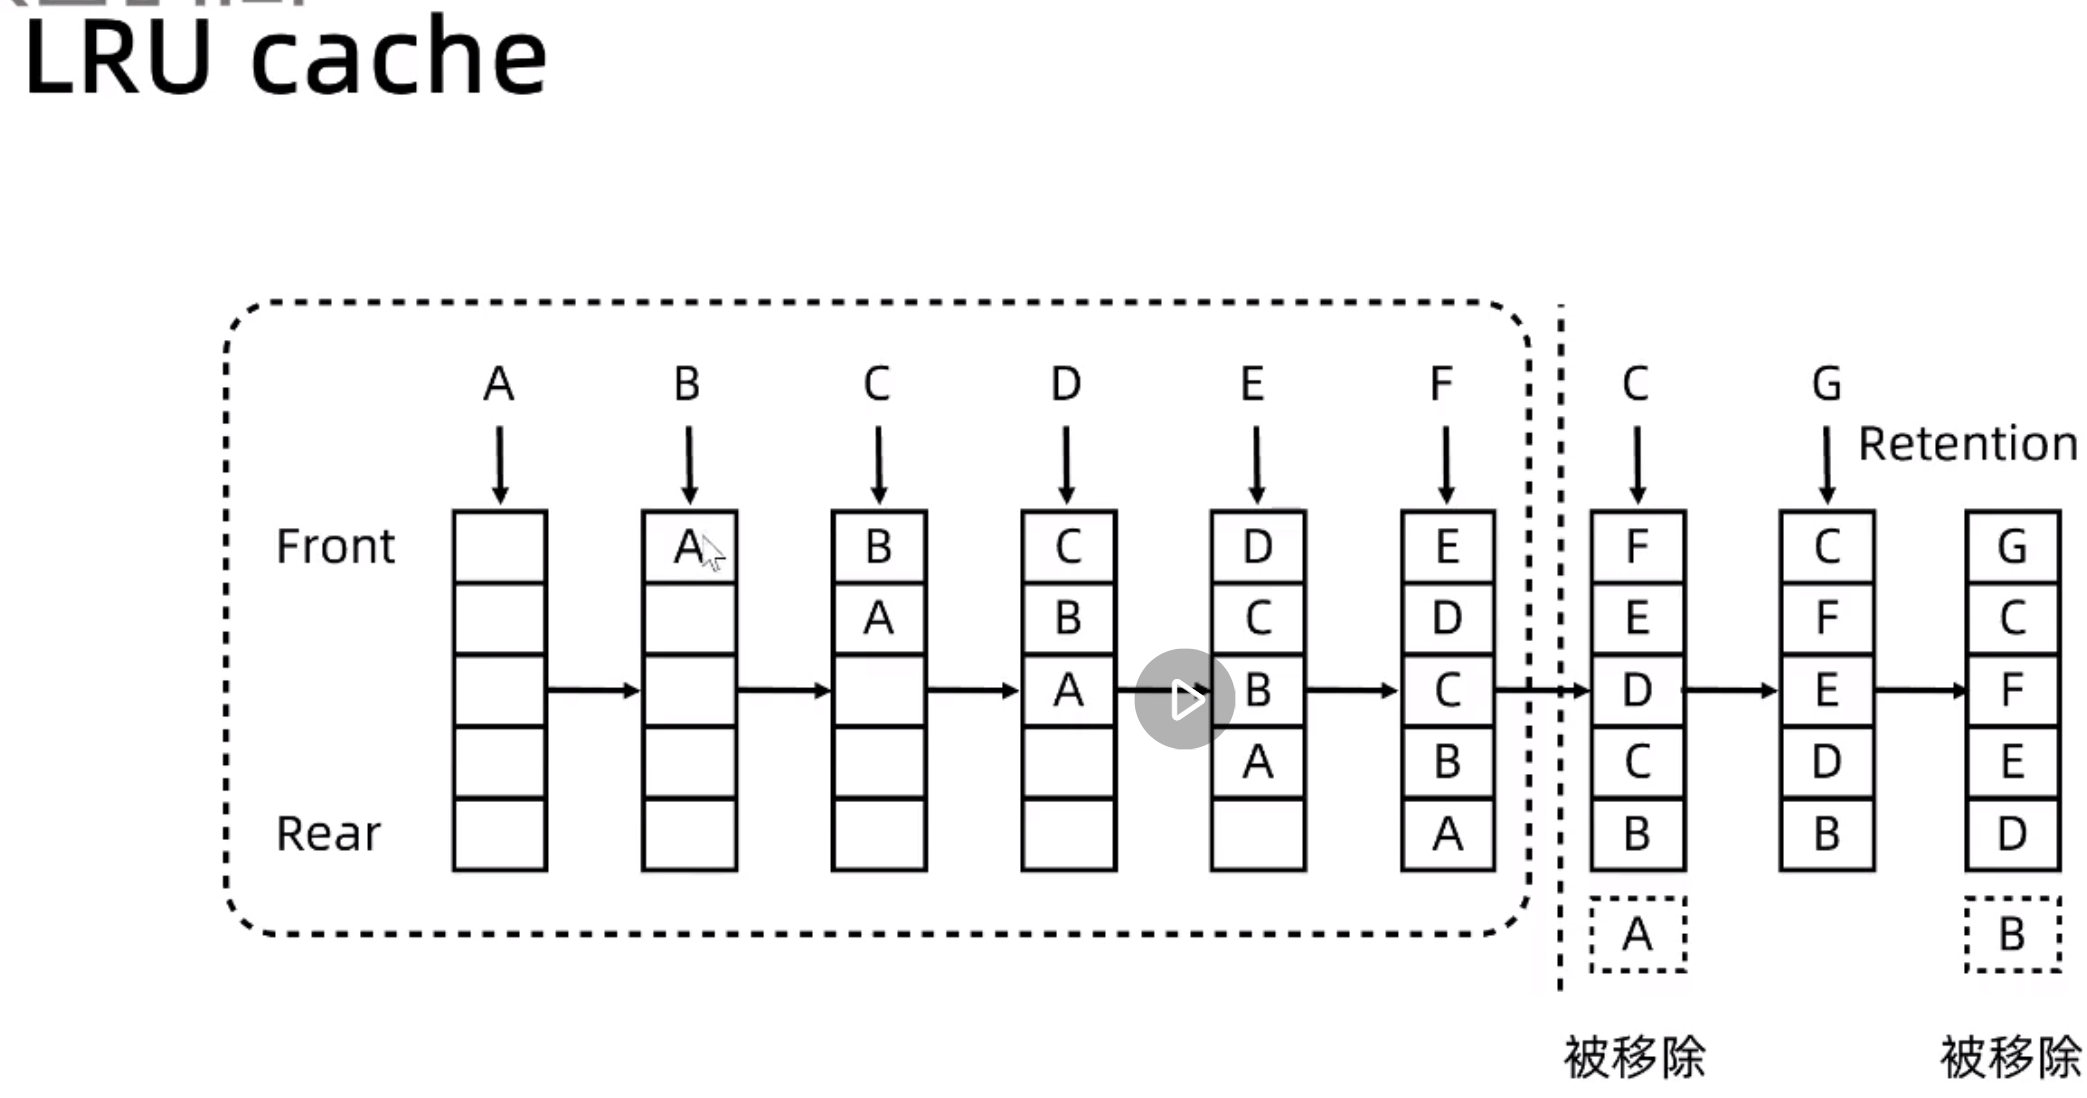 LRU cache
A B C D E F C G
Retention
Front A B C D E F C G
A B C D E F C
A B C D E F
A B C D E
Rear A B B D
A B
被移除 被移除